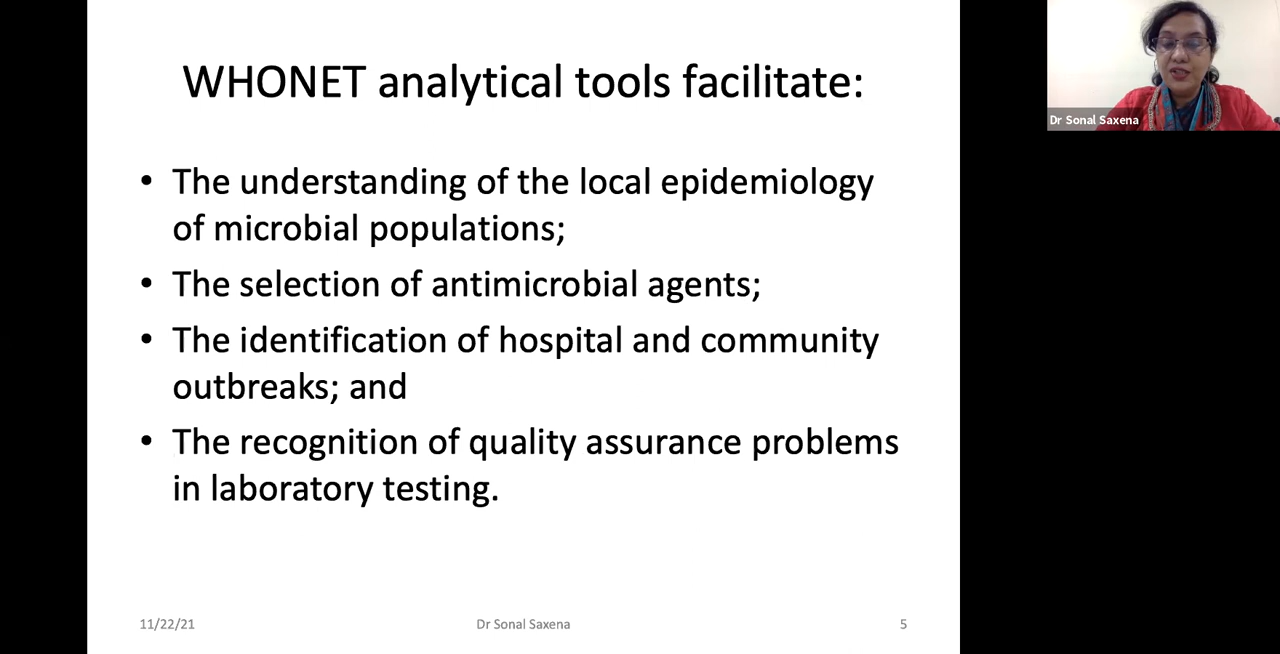 WHONET analytical tools facilitate:
• The understanding of the local epidemiology
of microbial populations;
• The selection of antimicrobial agents;
• The identification of hospital and community
outbreaks; and
• The recognition of quality assurance problems
in laboratory testing.
11/22/21
Dr Sonal Saxena
5
Dr Sonal Saxena